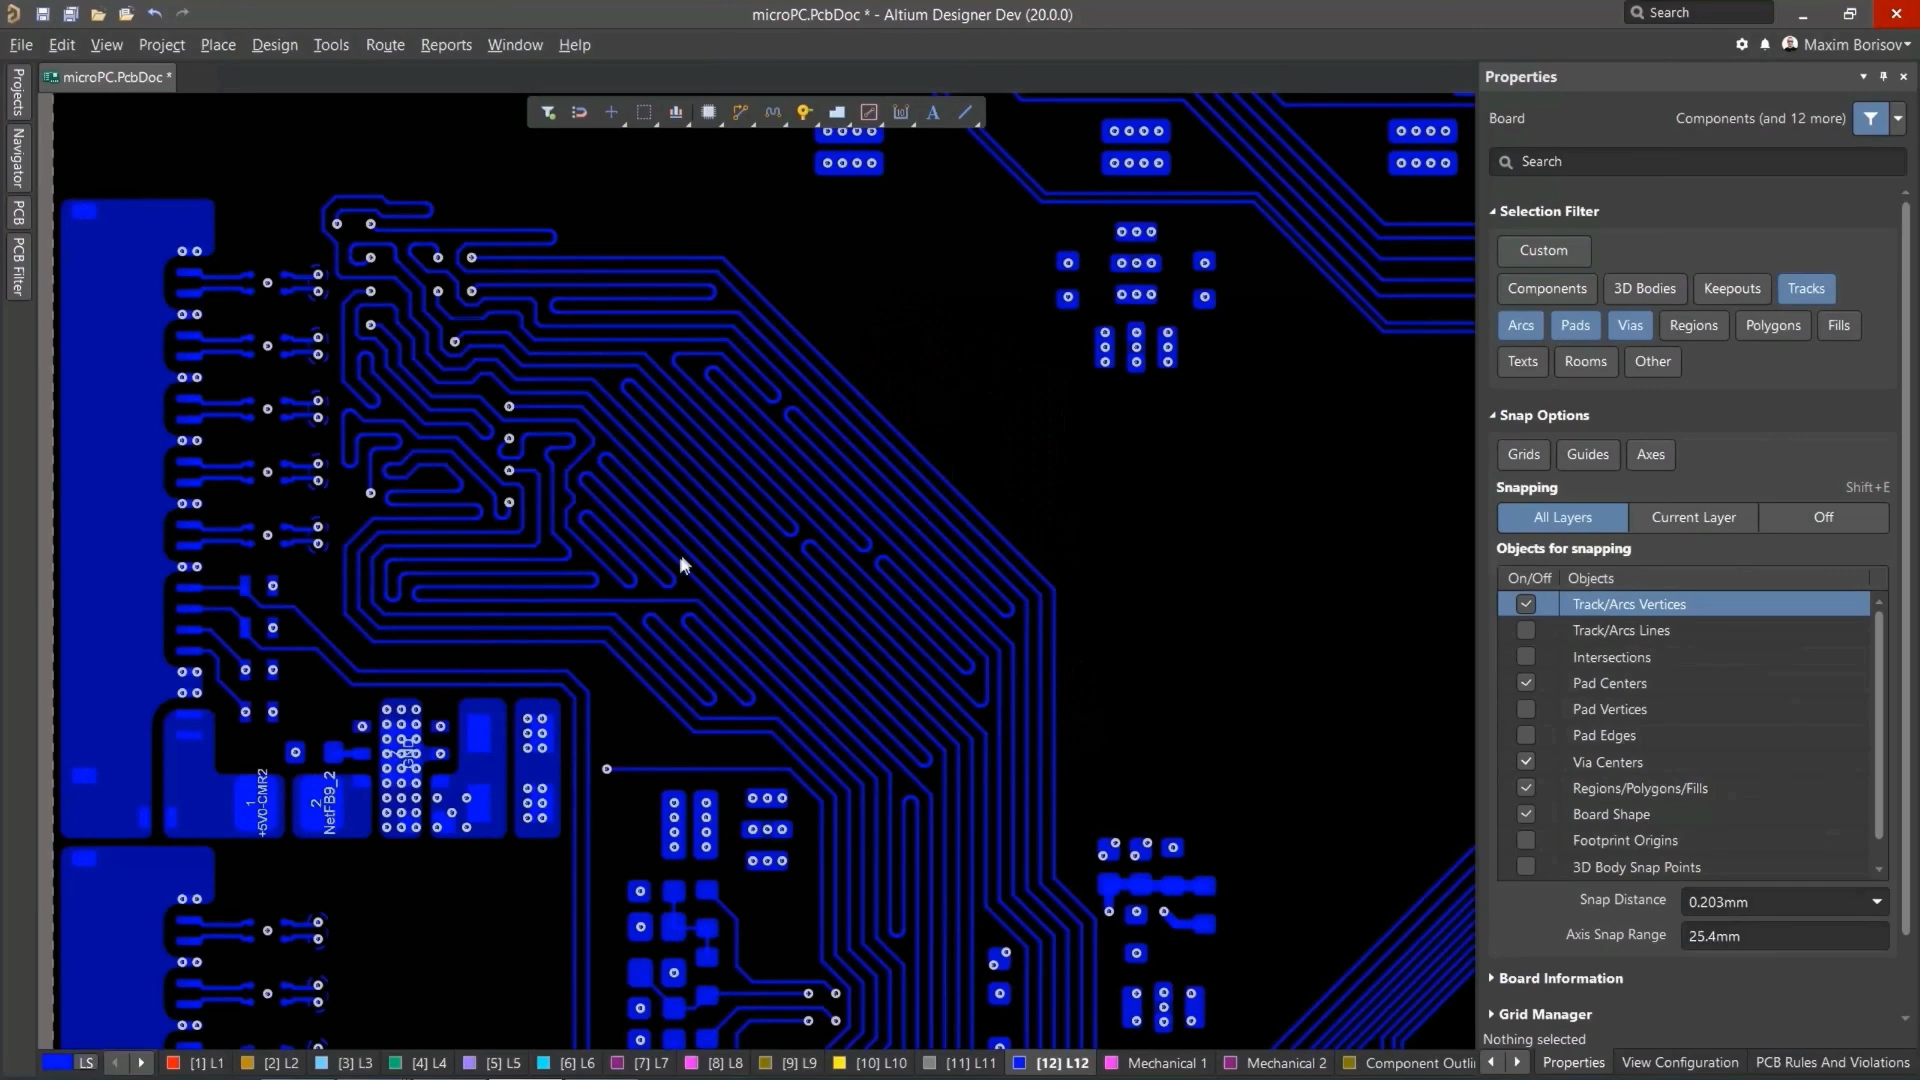 microPC.PcbDoc * - Altium Designer Dev (20.0.0)
Search
File Edit View Project Place Design Tools Route Reports Window Help
Maxim Borisov
Projects
Navigator
PCB
PCB Filter
microPC.PcbDoc *
A
GND
1
+5V0-CMR2
2
NetFB9_2
Properties
Board
Components (and 12 more)
Search
Selection Filter
Custom
Components 3D Bodies Keepouts Tracks
Arcs Pads Vias Regions Polygons Fills
Texts Rooms Other
Snap Options
Grids Guides Axes
Snapping Shift+E
All Layers Current Layer Off
Objects for snapping
On/Off Objects
Track/Arcs Vertices
Track/Arcs Lines
Intersections
Pad Centers
Pad Vertices
Pad Edges
Via Centers
Regions/Polygons/Fills
Board Shape
Footprint Origins
3D Body Snap Points
Snap Distance 0.203mm
Axis Snap Range 25.4mm
Board Information
Grid Manager
Nothing selected
LS [1] L1 [2] L2 [3] L3 [4] L4 [5] L5 [6] L6 [7] L7 [8] L8 [9] L9 [10] L10 [11] L11 [12] L12 Mechanical 1 Mechanical 2 Component Outli
Properties View Configuration PCB Rules And Violations